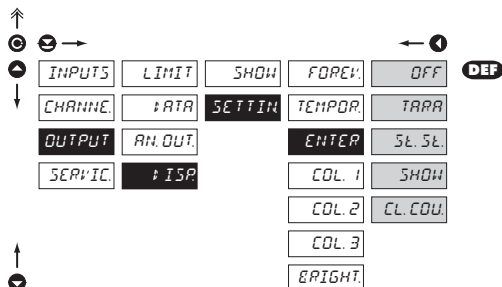 INPUTS LIMIT SHOW FOREV. OFF DEF
CHANNE. DATA SETTIN. TEMPOR. TARA
OUTPUT AN. OUT. ENTER St. St.
SERVIC. DISP. COL. 1 SHOW
COL. 2 CL. COU.
COL. 3
BRIGHT.